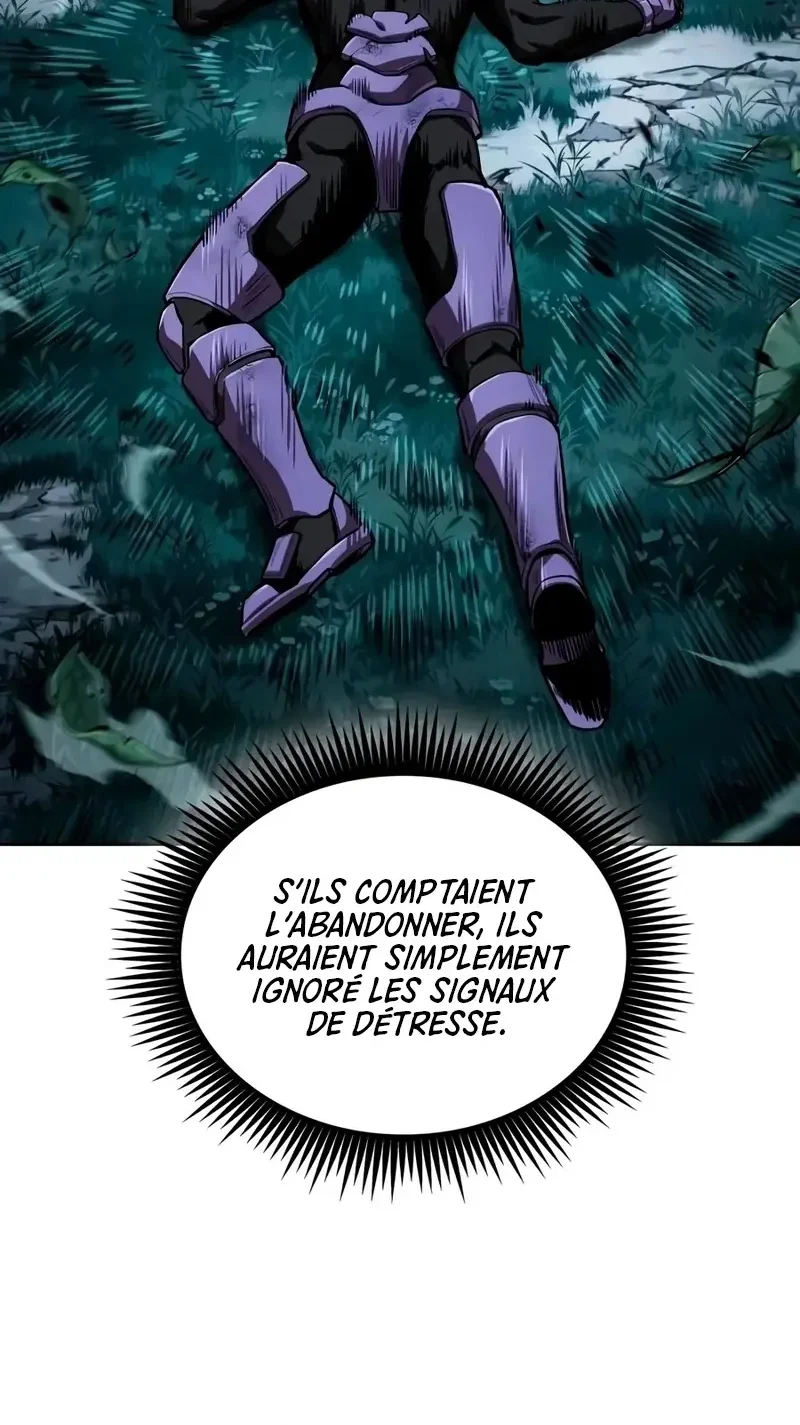 S'ILS COMPTAIENT
L'ABANDONNER, ILS
AURAIENT SIMPLEMENT
IGNORÉ LES SIGNAUX
DE DÉTRESSE.